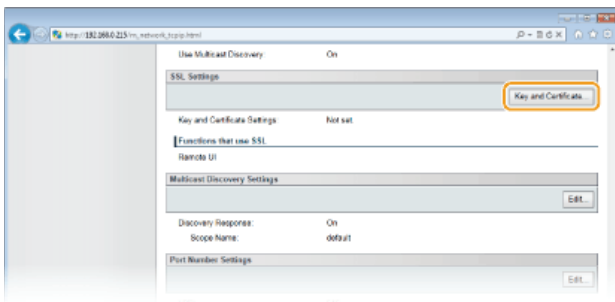 http://192.168.0.215/m_network_tcpip.html
Use Multicast Discovery: On
SSL Settings
Key and Certificate...
Key and Certificate Settings Not set
Functions that use SSL
Remote UI
Multicast Discovery Settings
Edit...
Discovery Response: On
Scope Name: default
Port Number Settings
Edit...